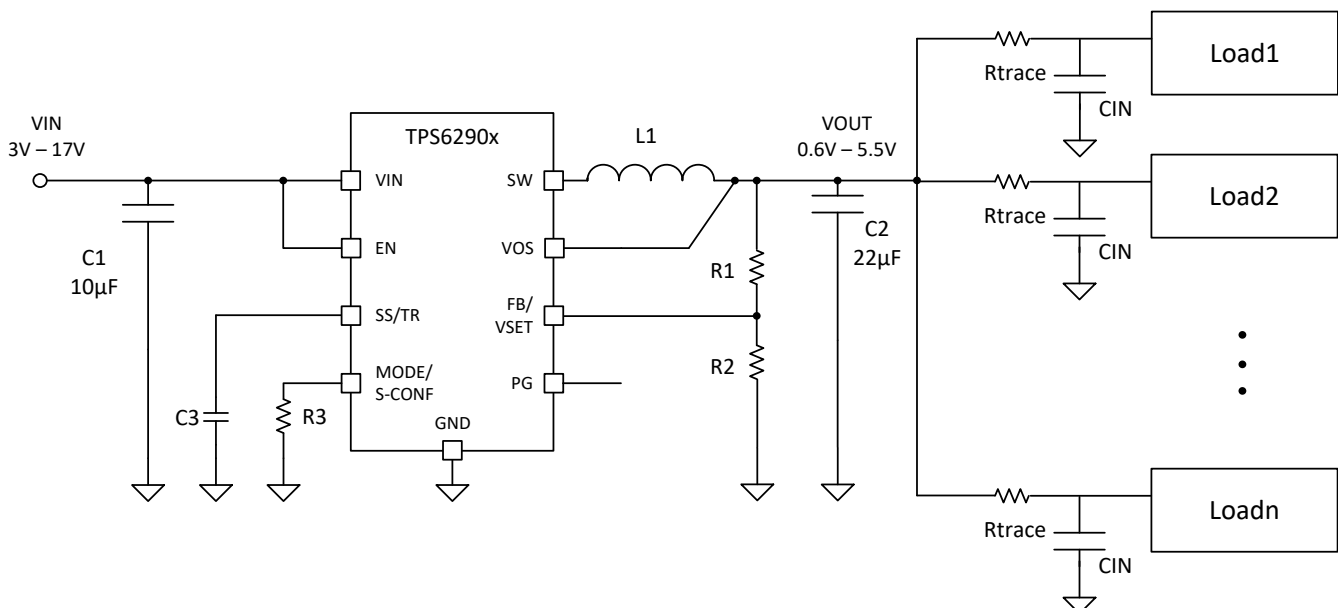 VIN
3V – 17V
C1
10µF
TPS6290x
VIN
EN
SS/TR
MODE/
S-CONF
GND
SW
VOS
FB/
VSET
PG
C3
R3
L1
R1
R2
VOUT
0.6V – 5.5V
C2
22µF
Rtrace
CIN
Load1
Rtrace
CIN
Load2
Rtrace
CIN
Loadn